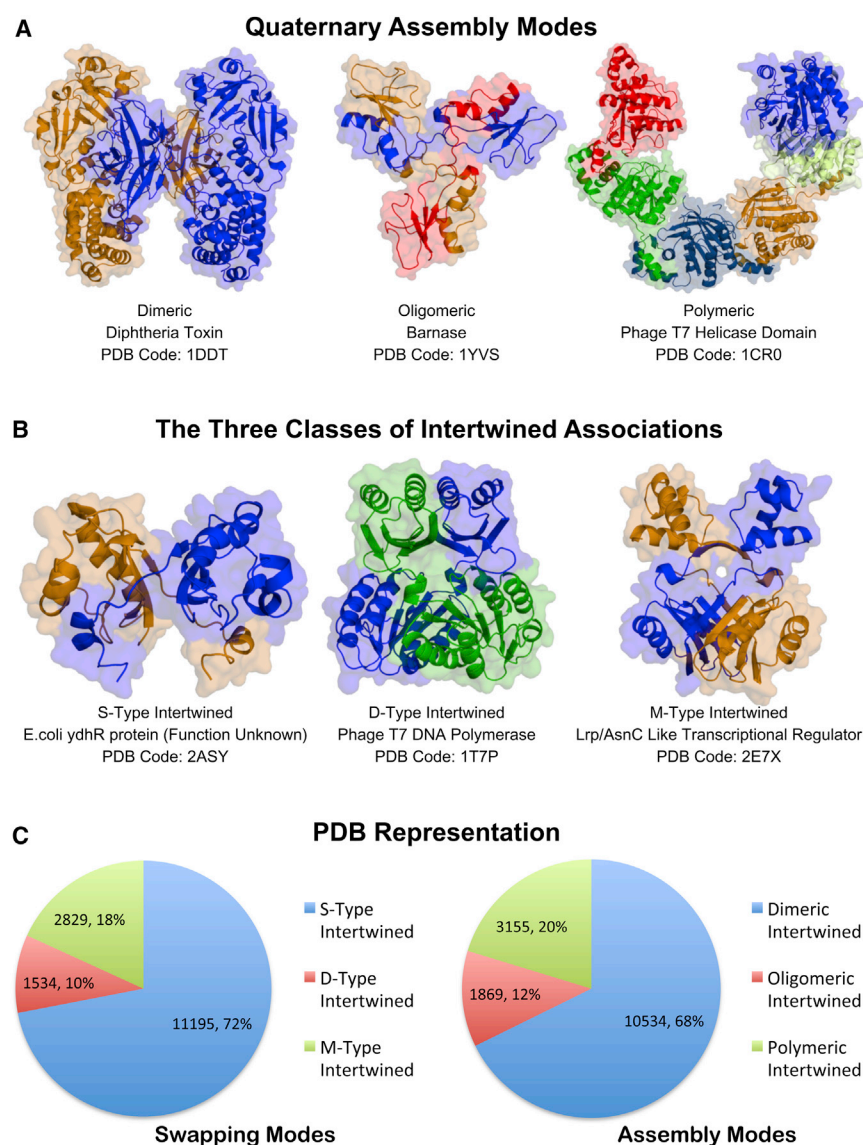 A
Quaternary Assembly Modes
Dimeric
Diphtheria Toxin
PDB Code: 1DDT
Oligomeric
Barnase
PDB Code: 1YVS
Polymeric
Phage T7 Helicase Domain
PDB Code: 1CR0
B
The Three Classes of Intertwined Associations
S-Type Intertwined
E.coli ydhR protein (Function Unknown)
PDB Code: 2ASY
D-Type Intertwined
Phage T7 DNA Polymerase
PDB Code: 1T7P
M-Type Intertwined
Lrp/AsnC Like Transcriptional Regulator
PDB Code: 2E7X
C
PDB Representation
2829, 18%
1534, 10%
11195, 72%
S-Type
Intertwined
D-Type
Intertwined
M-Type
Intertwined
Swapping Modes
3155, 20%
1869, 12%
10534, 68%
Dimeric
Intertwined
Oligomeric
Intertwined
Polymeric
Intertwined
Assembly Modes